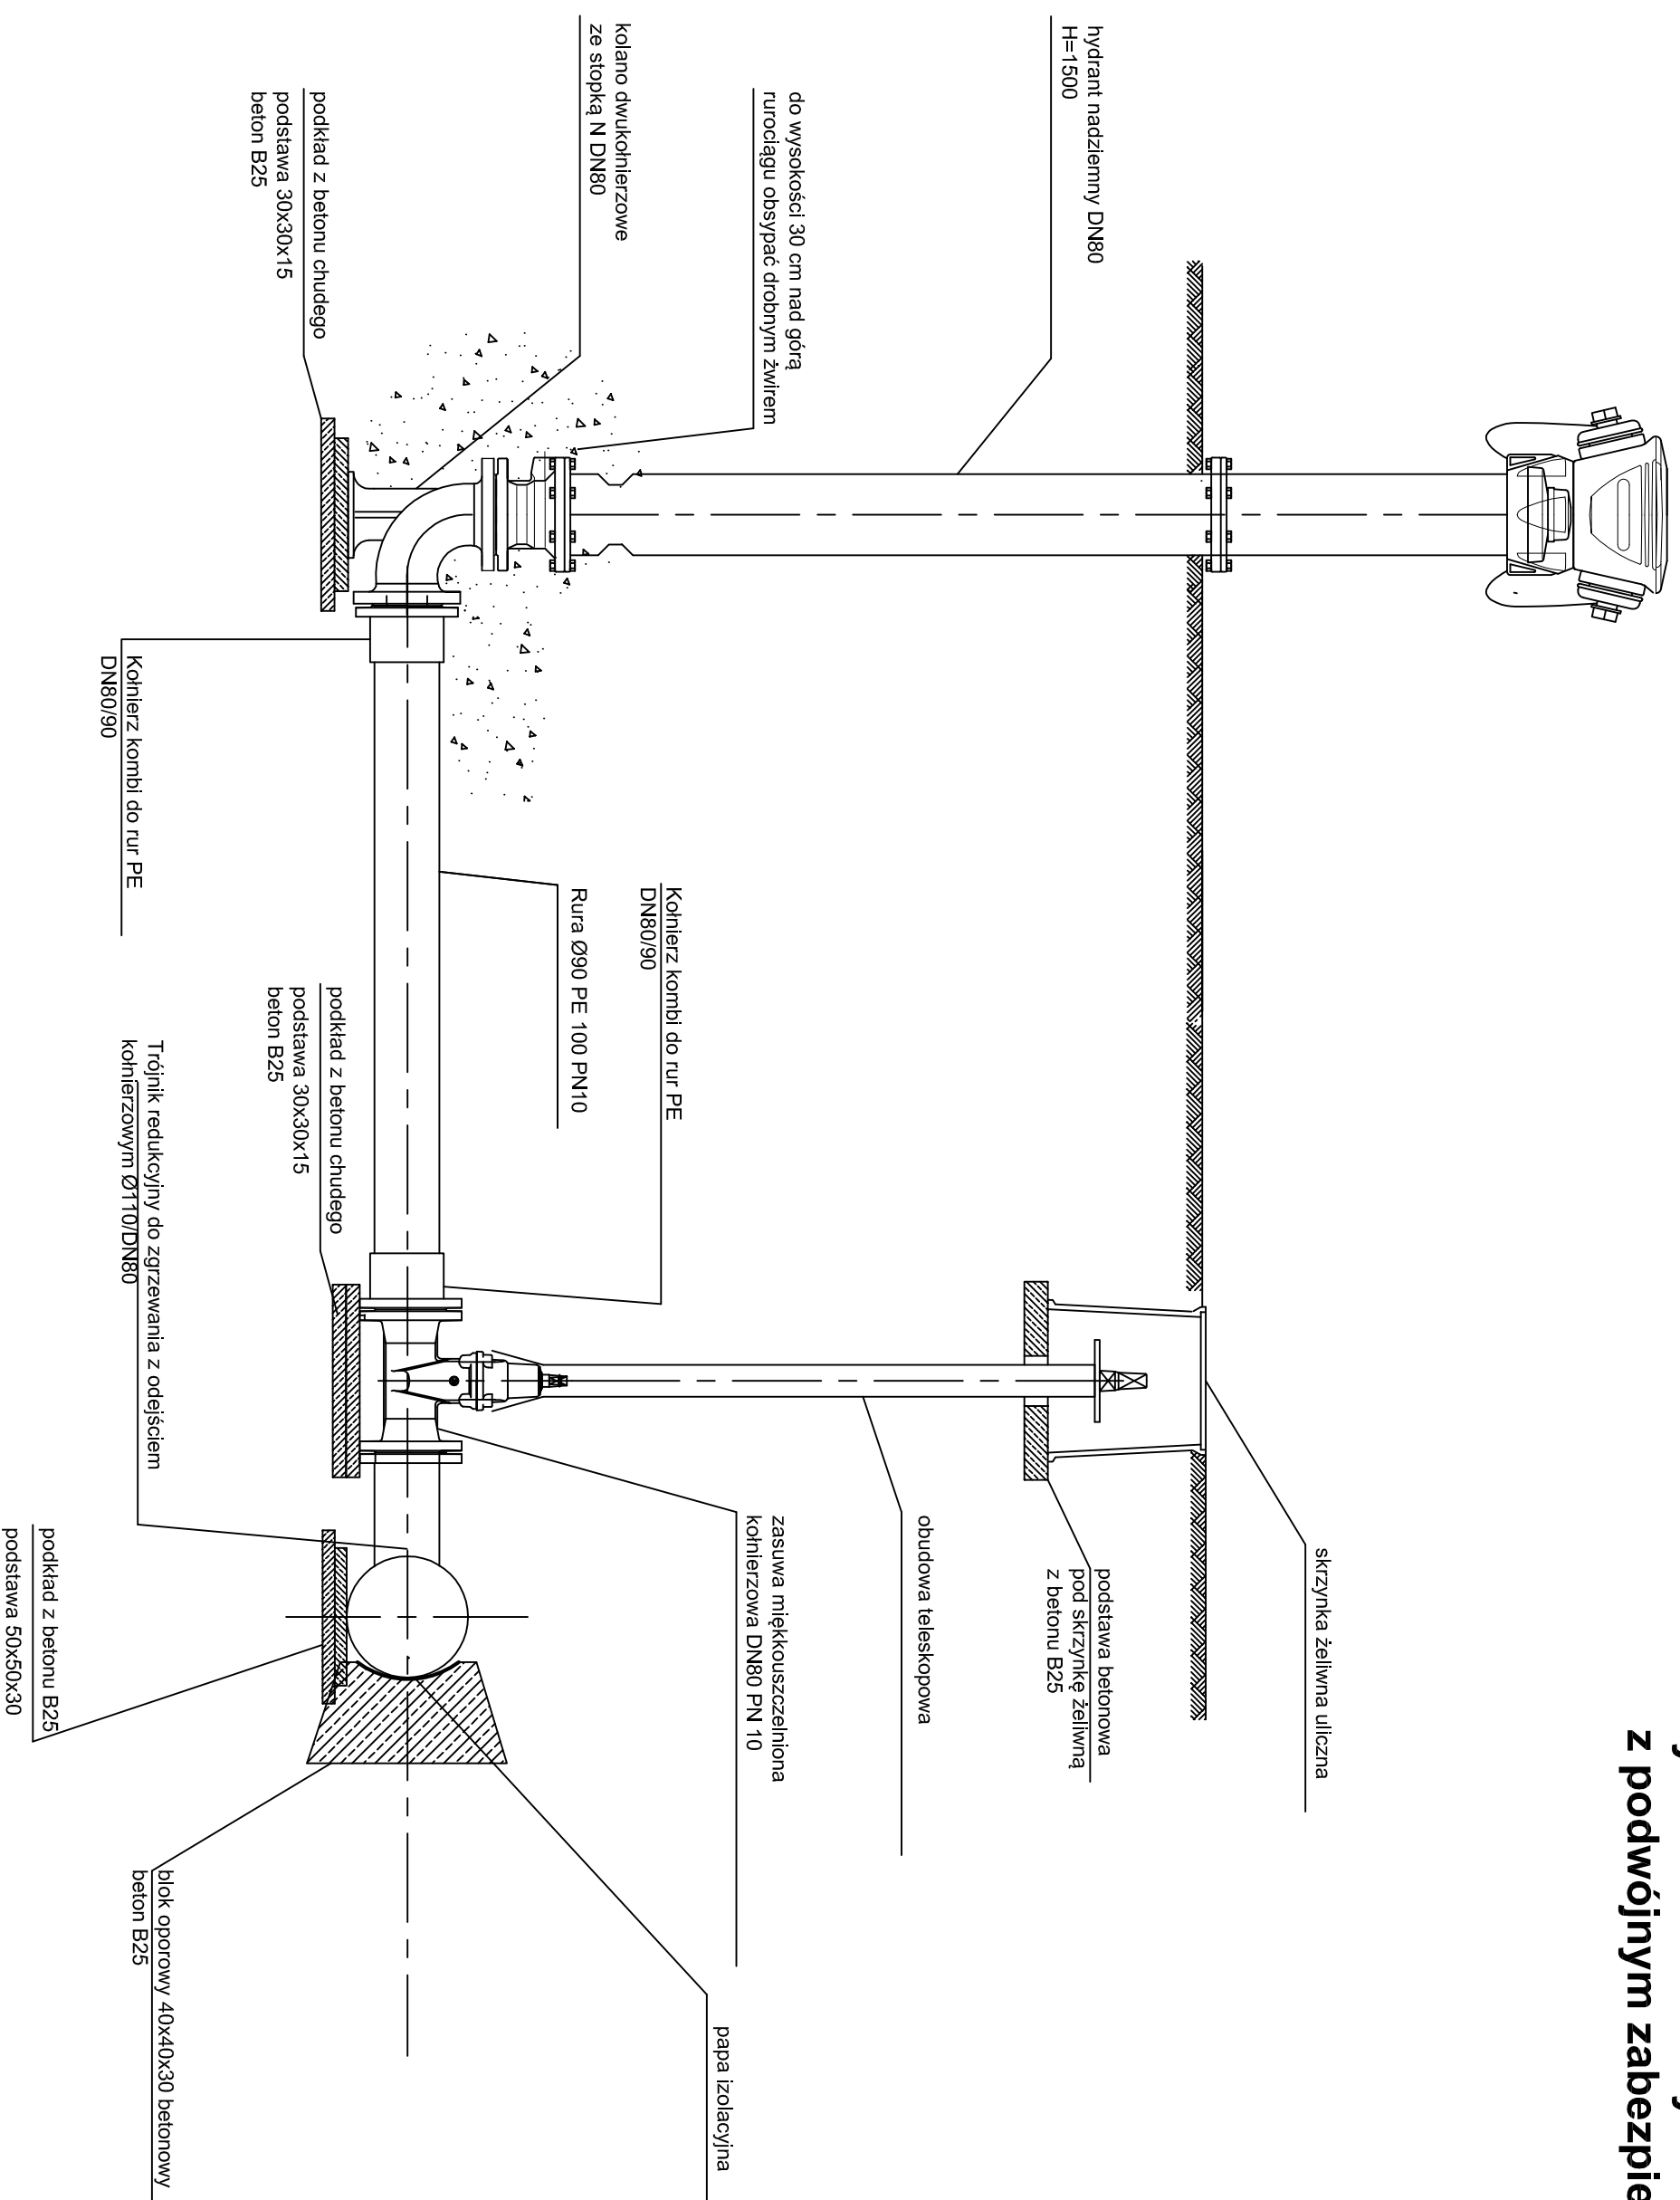 z podwójnym zabezpie
hydrant nadziemny DN80
H=1500
do wysokości 30 cm nad górą
rurociągu obsypać drobnym żwirem
kolano dwukołnierzowe
ze stopką N DN80
podkład z betonu chudego
podstawa 30x30x15
beton B25
Kołnierz kombi do rur PE
DN80/90
Rura Ø90 PE 100 PN10
Kołnierz kombi do rur PE
DN80/90
podkład z betonu chudego
podstawa 30x30x15
beton B25
Trójnik redukcyjny do zgrzewania z odejściem
kołnierzowym Ø110/DN80
skrzynka żeliwna uliczna
podstawa betonowa
pod skrzynkę żeliwną
z betonu B25
obudowa teleskopowa
zasuwa miękkouszczelniona
kołnierzowa DN80 PN 10
podkład z betonu B25
podstawa 50x50x30
blok oporowy 40x40x30 betonowy
beton B25
papa izolacyjna